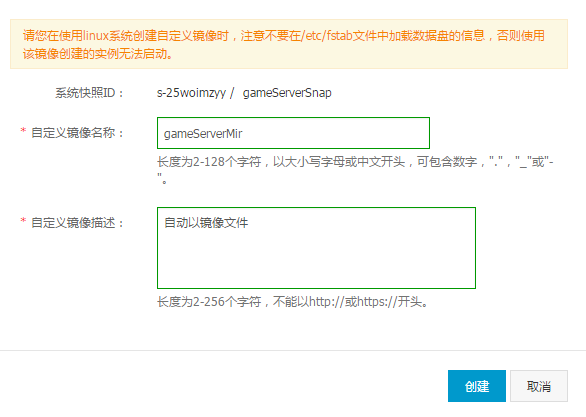 请您在使用linux系统创建自定义镜像时，注意不要在/etc/fstab文件中加载数据盘的信息，否则使用
该镜像创建的实例无法启动。
系统快照ID： s-25woimzyy / gameServerSnap
* 自定义镜像名称： gameServerMir
长度为2-128个字符，以大小写字母或中文开头，可包含数字，"."，"_"或"-
"。
* 自定义镜像描述： 自动以镜像文件
长度为2-256个字符，不能以http://或https://开头。
创建 取消